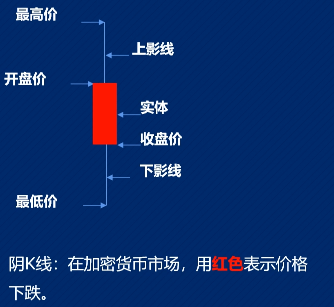 最高价
上影线
开盘价
实体
收盘价
下影线
最低价
阴K线：在加密货币市场，用红色表示价格
下跌。